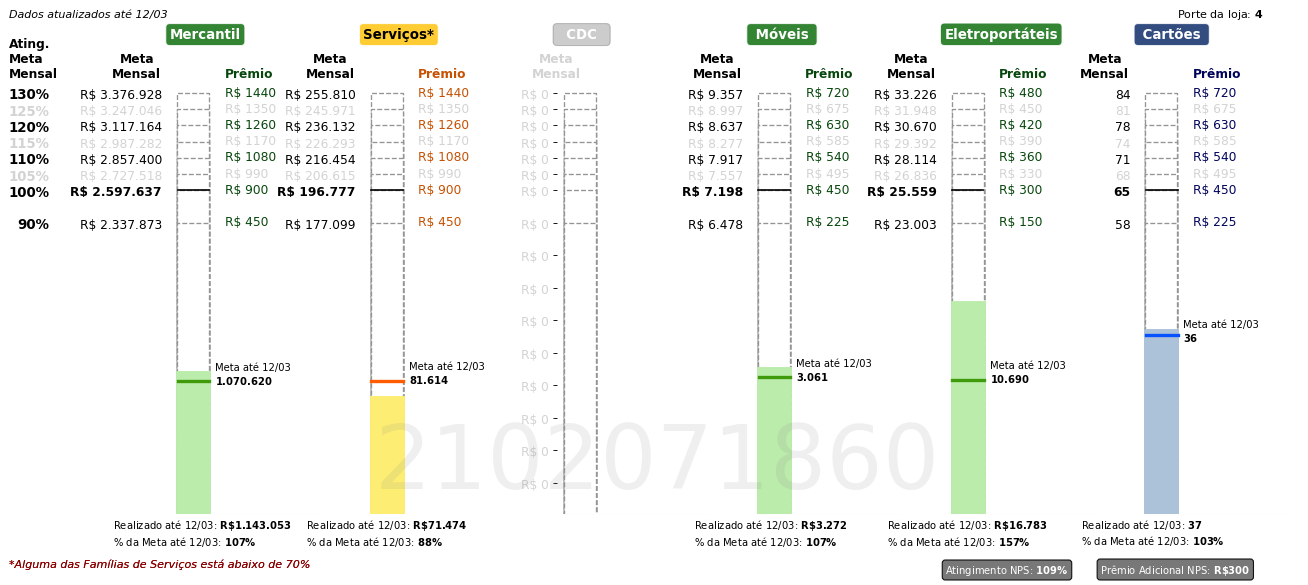 Dados atualizados até 12/03
Porte da loja: 4
Mercantil Serviços* CDC Móveis Eletroportáteis Cartões
Ating.
Meta Meta Meta Meta Meta Meta Meta
Mensal Mensal Prêmio Mensal Prêmio Mensal Mensal Prêmio Mensal Prêmio Mensal Prêmio
130% R$ 3.376.928 R$ 1440 R$ 255.810 R$ 1440 R$ 0 R$ 9.357 R$ 720 R$ 33.226 R$ 480 84 R$ 720
125% R$ 3.247.046 R$ 1350 R$ 245.971 R$ 1350 R$ 0 R$ 8.997 R$ 675 R$ 31.948 R$ 450 81 R$ 675
120% R$ 3.117.164 R$ 1260 R$ 236.132 R$ 1260 R$ 0 R$ 8.637 R$ 630 R$ 30.670 R$ 420 78 R$ 630
115% R$ 2.987.282 R$ 1170 R$ 226.293 R$ 1170 R$ 0 R$ 8.277 R$ 585 R$ 29.392 R$ 390 74 R$ 585
110% R$ 2.857.400 R$ 1080 R$ 216.454 R$ 1080 R$ 0 R$ 7.917 R$ 540 R$ 28.114 R$ 360 71 R$ 540
105% R$ 2.727.518 R$ 990 R$ 206.615 R$ 990 R$ 0 R$ 7.557 R$ 495 R$ 26.836 R$ 330 68 R$ 495
100% R$ 2.597.637 R$ 900 R$ 196.777 R$ 900 R$ 0 R$ 7.198 R$ 450 R$ 25.559 R$ 300 65 R$ 450
90% R$ 2.337.873 R$ 450 R$ 177.099 R$ 450 R$ 0 R$ 6.478 R$ 225 R$ 23.003 R$ 150 58 R$ 225
R$ 0
R$ 0
R$ 0
Meta até 12/03
36
R$ 0
Meta até 12/03 Meta até 12/03 Meta até 12/03 Meta até 12/03
1.070.620 81.614 3.061 10.690
R$ 0
R$ 0
R$ 0
2102071860
R$ 0
Realizado até 12/03: R$1.143.053 Realizado até 12/03: R$71.474 Realizado até 12/03: R$3.272 Realizado até 12/03: R$16.783 Realizado até 12/03: 37
% da Meta até 12/03: 107% % da Meta até 12/03: 88% % da Meta até 12/03: 107% % da Meta até 12/03: 157% % da Meta até 12/03: 103%
*Alguma das Famílias de Serviços está abaixo de 70%
Atingimento NPS: 109% Prêmio Adicional NPS: R$300